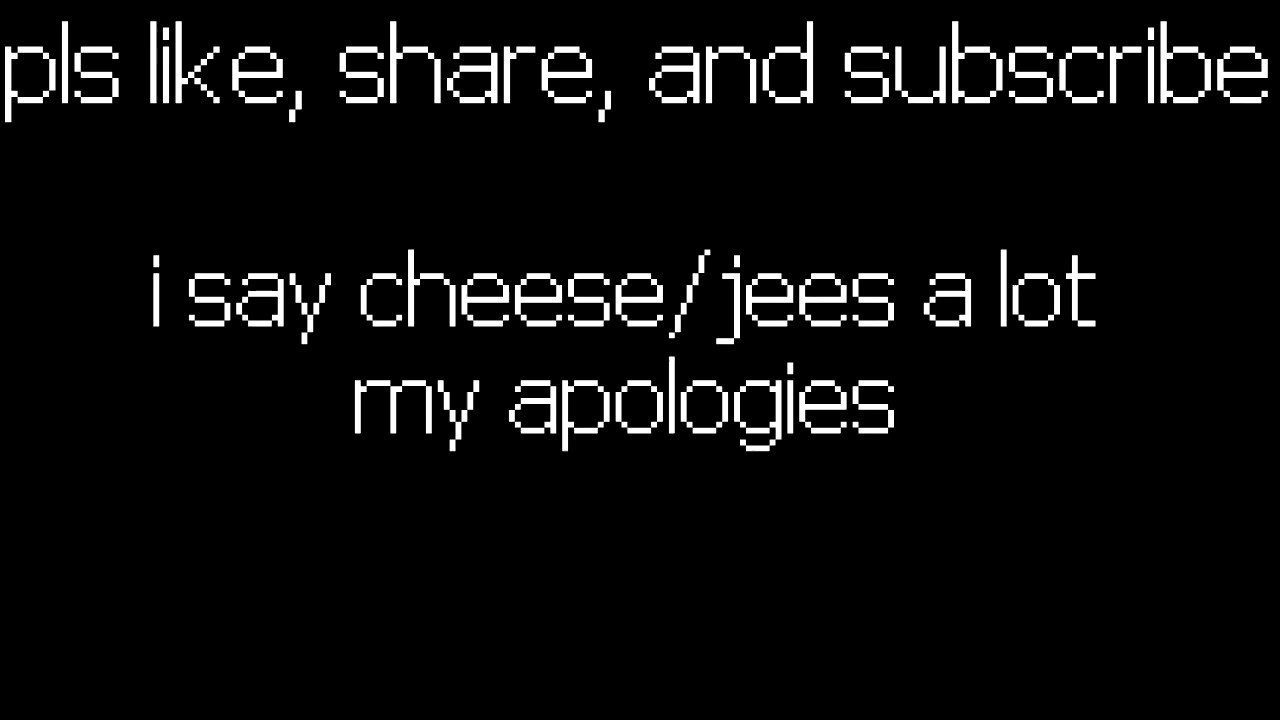 pls like, share, and subscribe
i say cheese/jees a lot
my apologies